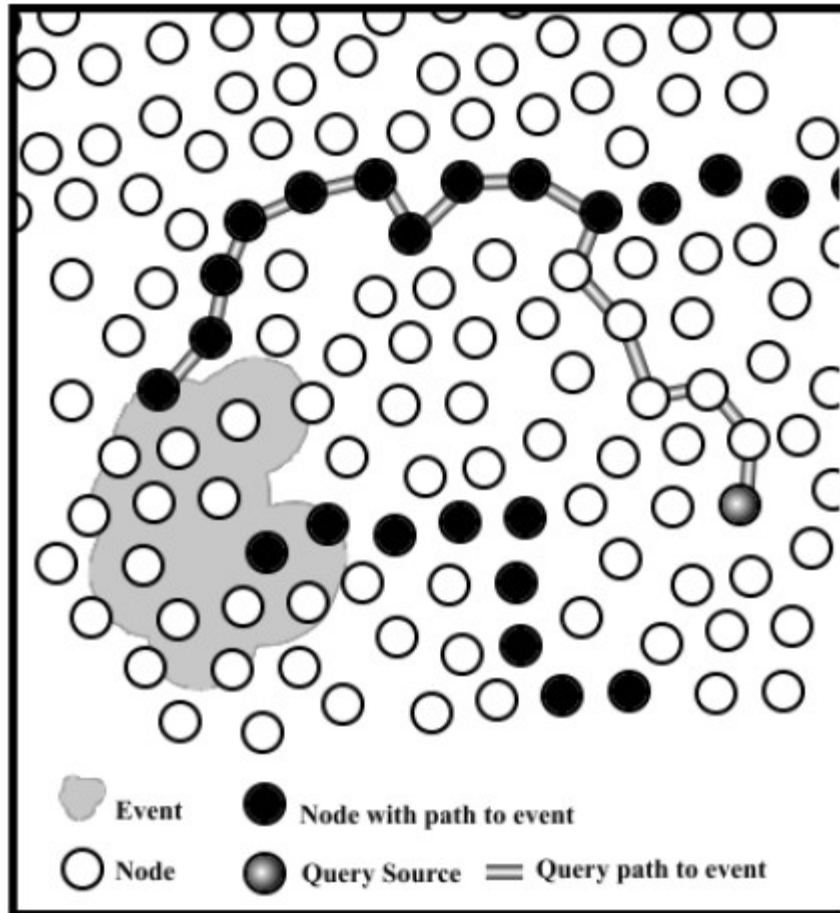 Event
Node with path to event
Node
Query Source
Query path to event